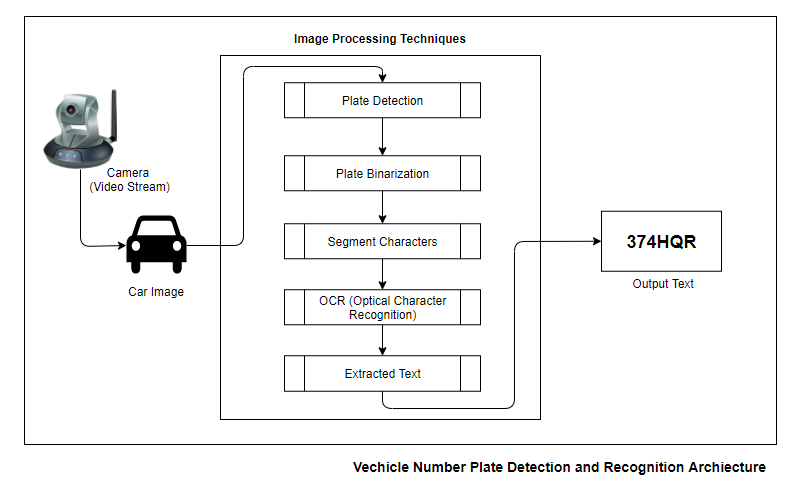 Image Processing Techniques
Plate Detection
Camera
(Video Stream)
Plate Binarization
Segment Characters
374HQR
Output Text
Car Image
OCR (Optical Character
Recognition)
Extracted Text
Vechicle Number Plate Detection and Recognition Archiecture